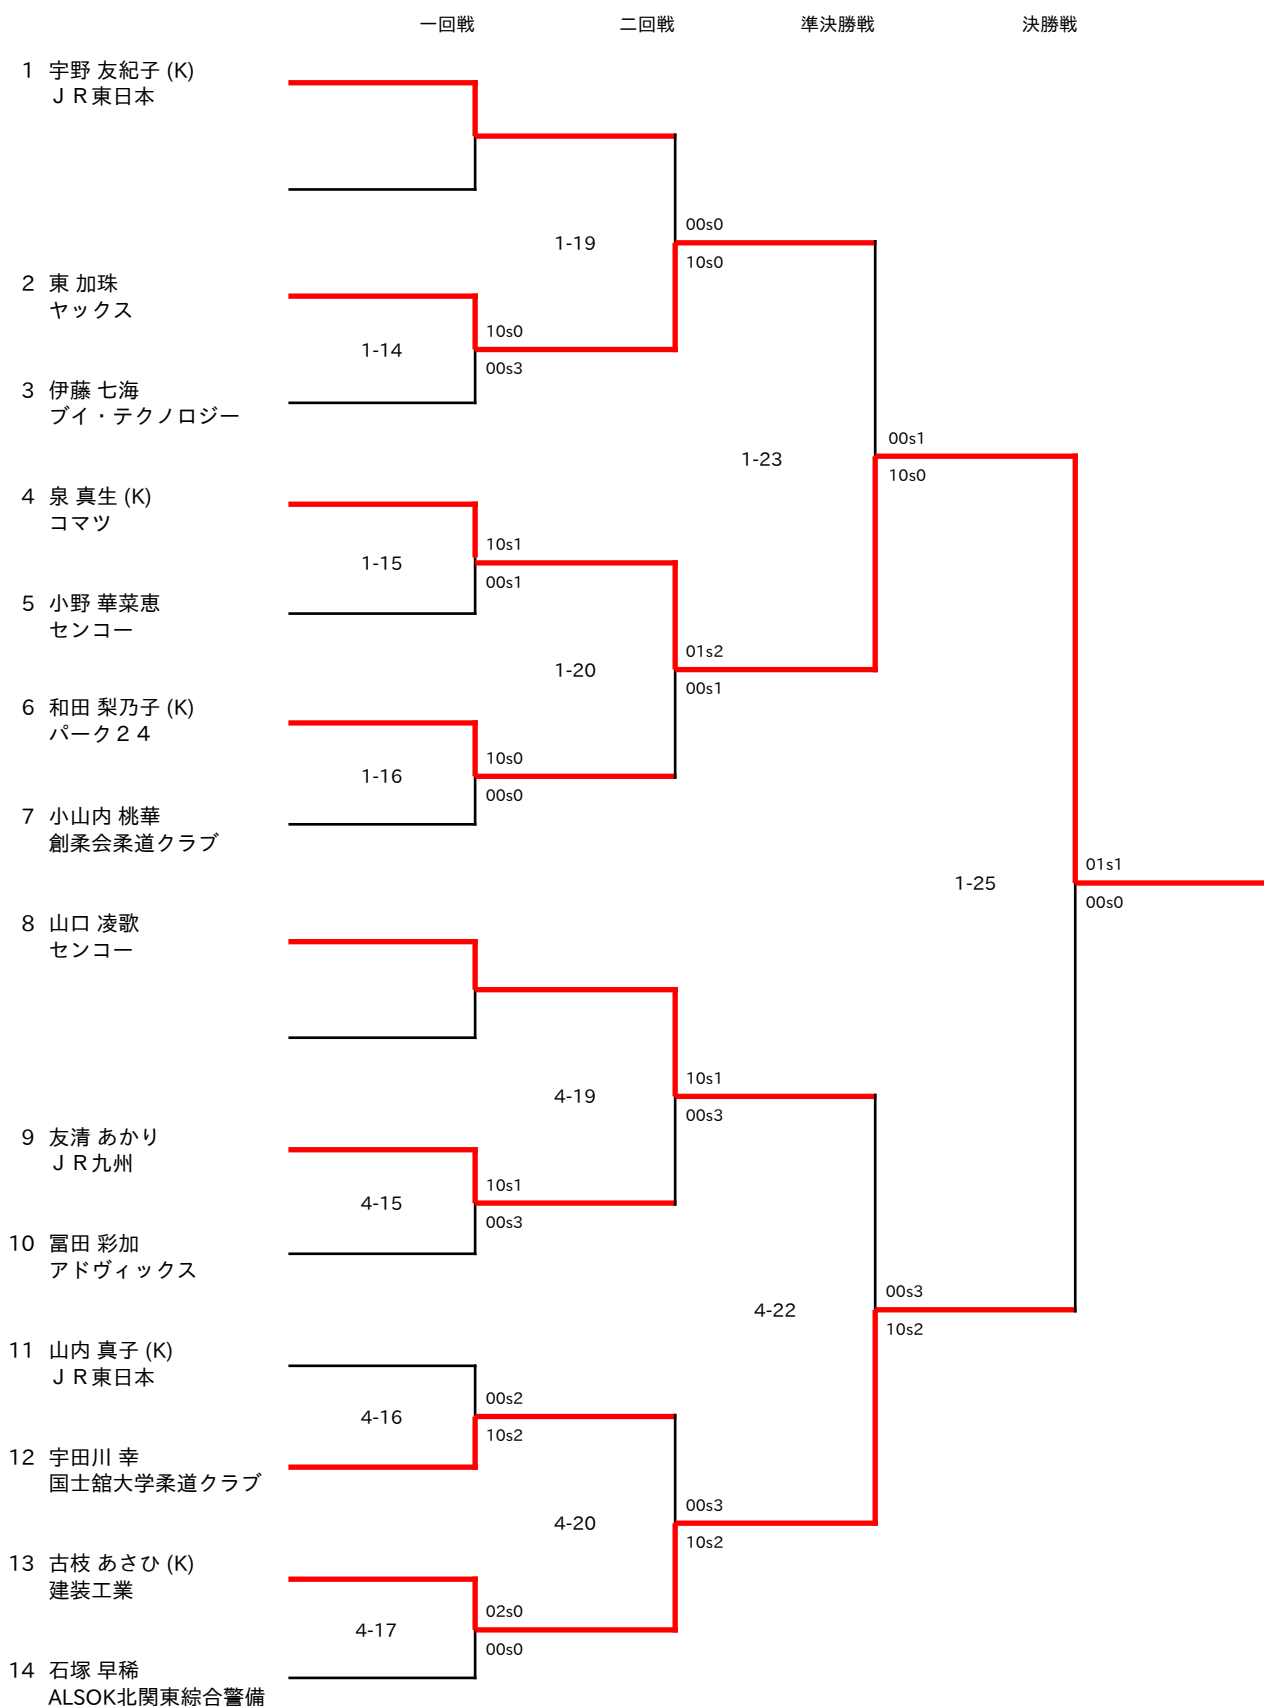 一回戦 二回戦 準決勝戦 決勝戦
1 宇野 友紀子 (K)
ＪＲ東日本
00s0
1-19
10s0
2 東 加珠
ヤックス
10s0
1-14
00s3
3 伊藤 七海
ブイ・テクノロジー
00s1
1-23
10s0
4 泉 真生 (K)
コマツ
10s1
1-15
00s1
5 小野 華菜恵
センコー
01s2
1-20
00s1
6 和田 梨乃子 (K)
パーク２４
10s0
1-16
00s0
7 小山内 桃華
創柔会柔道クラブ
01s1
1-25
00s0
8 山口 凌歌
センコー
10s1
4-19
00s3
9 友清 あかり
ＪＲ九州
10s1
4-15
00s3
10 冨田 彩加
アドヴィックス
00s3
4-22
10s2
11 山内 真子 (K)
ＪＲ東日本
00s2
4-16
10s2
12 宇田川 幸
国士舘大学柔道クラブ
00s3
4-20
10s2
13 古枝 あさひ (K)
建装工業
02s0
4-17
00s0
14 石塚 早稀
ALSOK北関東綜合警備